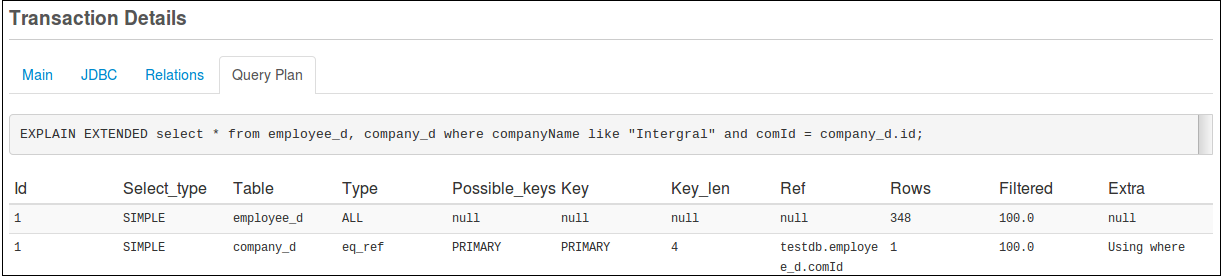 Transaction Details
Main JDBC Relations Query Plan
EXPLAIN EXTENDED select * from employee_d, company_d where companyName like "Intergral" and comId = company_d.id;
Id Select_type Table Type Possible_keys Key Key_len Ref Rows Filtered Extra
1 SIMPLE employee_d ALL null null null null 348 100.0 null
1 SIMPLE company_d eq_ref PRIMARY PRIMARY 4 testdb.employe 1 100.0 Using where
e_d.comId